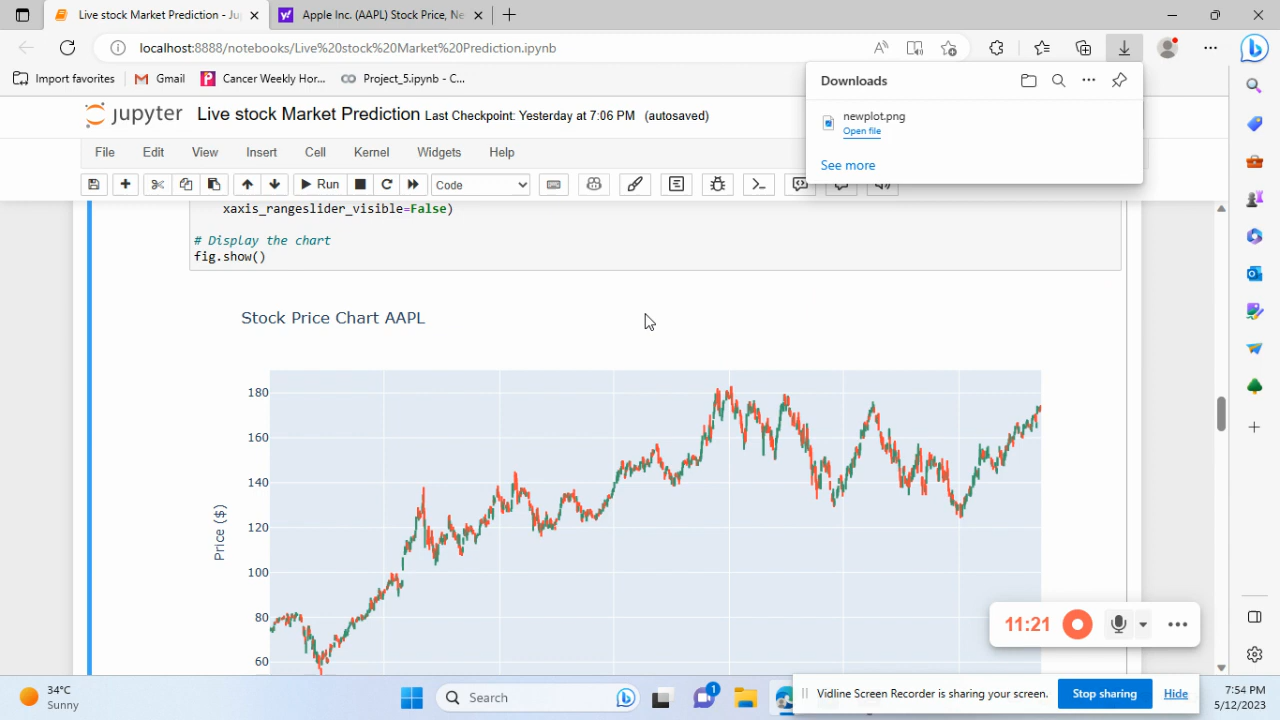 Live stock Market Prediction - Ju
Apple Inc. (AAPL) Stock Price, Ne
localhost:8888/notebooks/Live%20stock%20Market%20Prediction.ipynb
Import favorites
Gmail
Cancer Weekly Hor...
Project_5.ipynb - C...
Downloads
newplot.png
Open file
See more
jupyter
Live stock Market Prediction Last Checkpoint: Yesterday at 7:06 PM (autosaved)
File Edit View Insert Cell Kernel Widgets Help
Run
Code
xaxis_rangeslider_visible=False)
# Display the chart
fig.show()
Stock Price Chart AAPL
180
160
140
120
100
80
60
Price ($)
11:21
34°C
Sunny
Search
1
Vidline Screen Recorder is sharing your screen.
Stop sharing
Hide
7:54 PM
5/12/2023